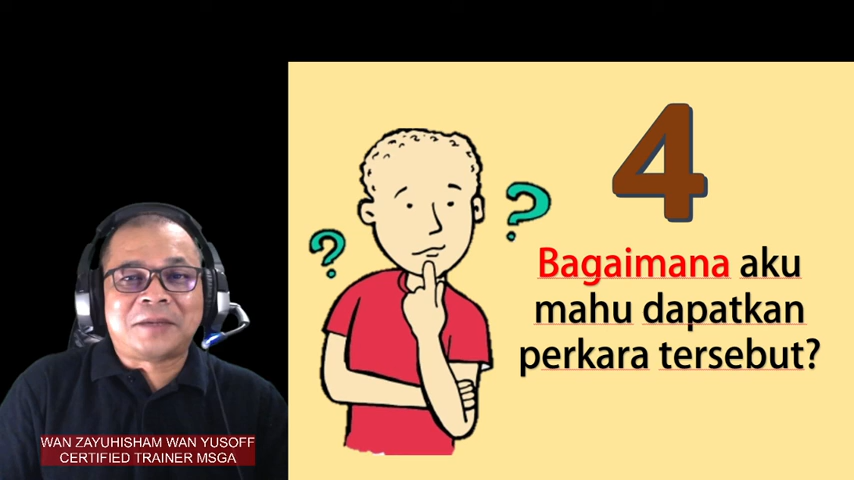 4
Bagaimana aku
mahu dapatkan
perkara tersebut?
WAN ZAYUHISHAM WAN YUSOFF
CERTIFIED TRAINER MSGA